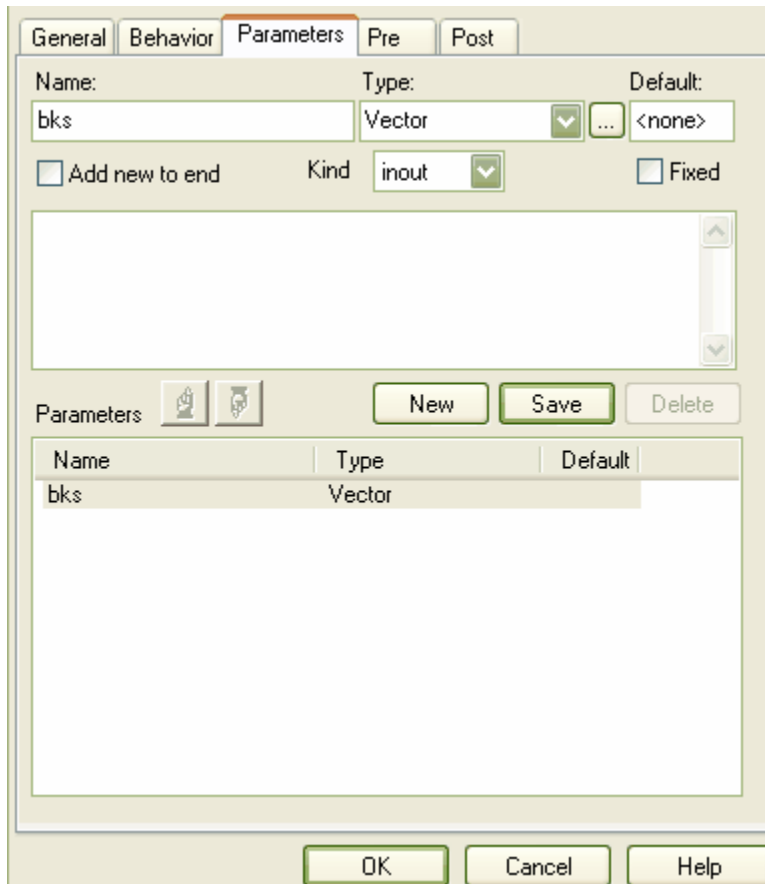 General Behavior Parameters Pre Post
Name: Type: Default:
bks Vector ... <none>
Add new to end Kind inout Fixed
Parameters New Save Delete
Name Type Default
bks Vector
OK Cancel Help